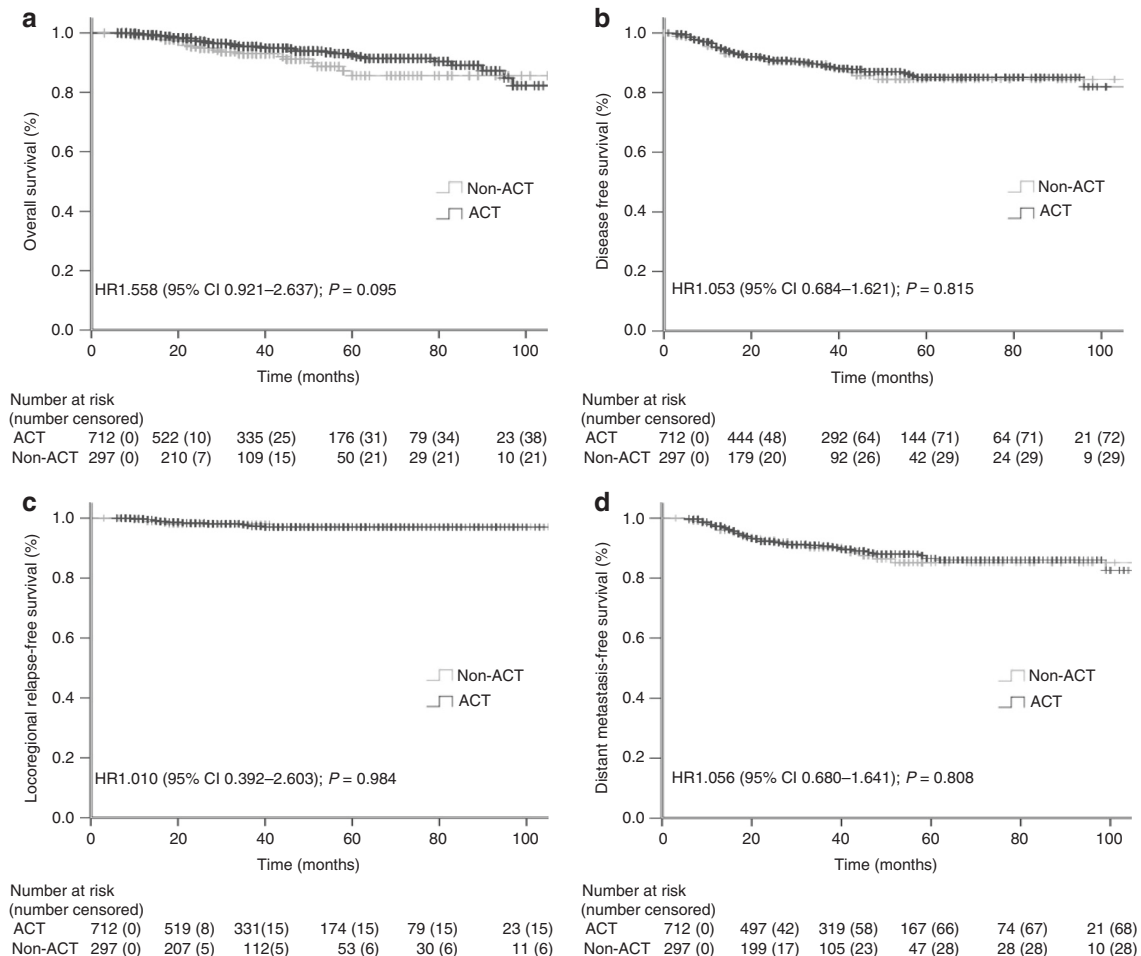 a
1.0
0.8
0.6
0.4
0.2
0.0
Overall survival (%)
Non-ACT
ACT
HR1.558 (95% CI 0.921–2.637); P = 0.095
0 20 40 60 80 100
Time (months)
Number at risk
(number censored)
ACT 712 (0) 522 (10) 335 (25) 176 (31) 79 (34) 23 (38)
Non-ACT 297 (0) 210 (7) 109 (15) 50 (21) 29 (21) 10 (21)
b
1.0
0.8
0.6
0.4
0.2
0.0
Disease free survival (%)
Non-ACT
ACT
HR1.053 (95% CI 0.684–1.621); P = 0.815
0 20 40 60 80 100
Time (months)
Number at risk
(number censored)
ACT 712 (0) 444 (48) 292 (64) 144 (71) 64 (71) 21 (72)
Non-ACT 297 (0) 179 (20) 92 (26) 42 (29) 24 (29) 9 (29)
c
1.0
0.8
0.6
0.4
0.2
0.0
Locoregional relapse-free survival (%)
Non-ACT
ACT
HR1.010 (95% CI 0.392–2.603); P = 0.984
0 20 40 60 80 100
Time (months)
Number at risk
(number censored)
ACT 712 (0) 519 (8) 331(15) 174 (15) 79 (15) 23 (15)
Non-ACT 297 (0) 207 (5) 112(5) 53 (6) 30 (6) 11 (6)
d
1.0
0.8
0.6
0.4
0.2
0.0
Distant metastasis-free survival (%)
Non-ACT
ACT
HR1.056 (95% CI 0.680–1.641); P = 0.808
0 20 40 60 80 100
Time (months)
Number at risk
(number censored)
ACT 712 (0) 497 (42) 319 (58) 167 (66) 74 (67) 21 (68)
Non-ACT 297 (0) 199 (17) 105 (23) 47 (28) 28 (28) 10 (28)